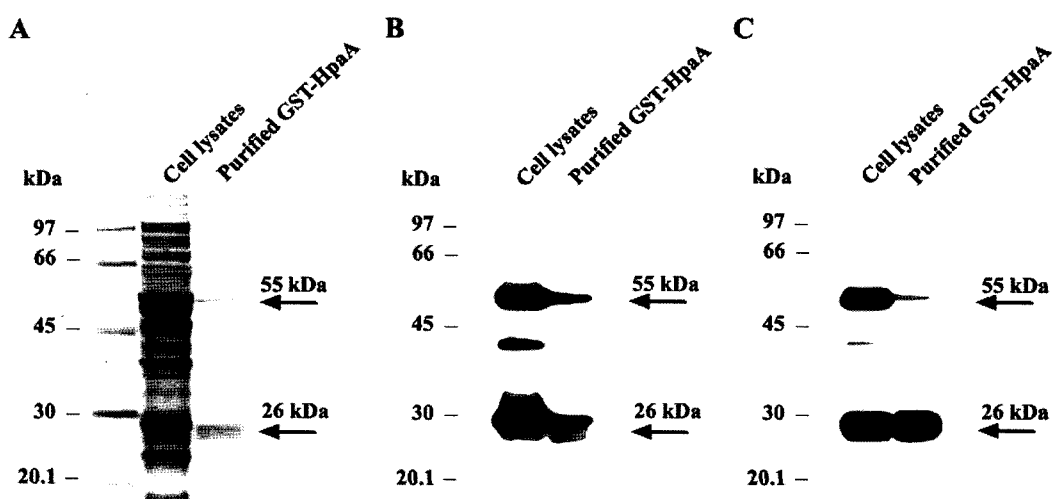 A
Cell lysates
Purified GST-HpaA
kDa
97
66
55 kDa
45
30
26 kDa
20.1
B
Cell lysates
Purified GST-HpaA
kDa
97
66
55 kDa
45
30
26 kDa
20.1
C
Cell lysates
Purified GST-HpaA
kDa
97
66
55 kDa
45
30
26 kDa
20.1